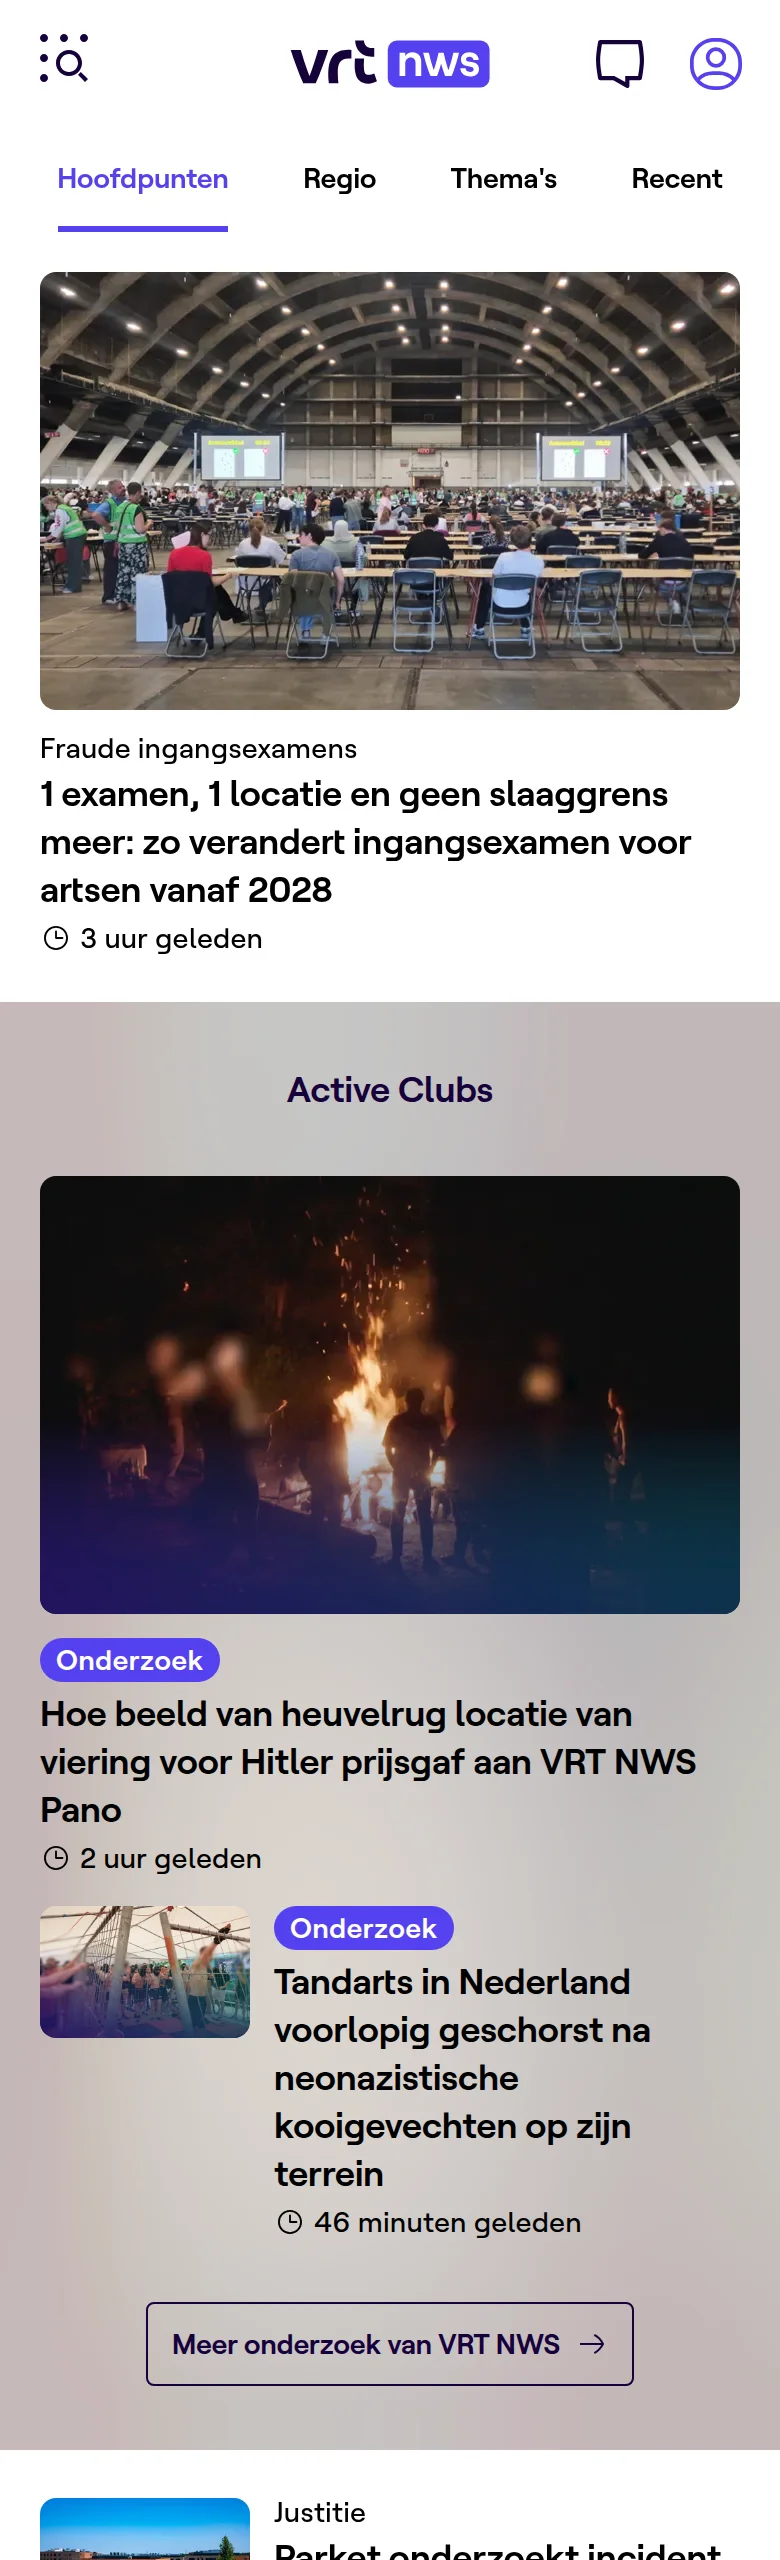 vrt nws
Hoofdpunten Regio Thema's Recent
Fraude ingangsexamens
1 examen, 1 locatie en geen slaaggrens
meer: zo verandert ingangsexamen voor
artsen vanaf 2028
3 uur geleden
Active Clubs
Onderzoek
Hoe beeld van heuvelrug locatie van
viering voor Hitler prijsgaf aan VRT NWS
Pano
2 uur geleden
Onderzoek
Tandarts in Nederland
voorlopig geschorst na
neonazistische
kooigevechten op zijn
terrein
46 minuten geleden
Meer onderzoek van VRT NWS
Justitie
Parket onderzoekt incident